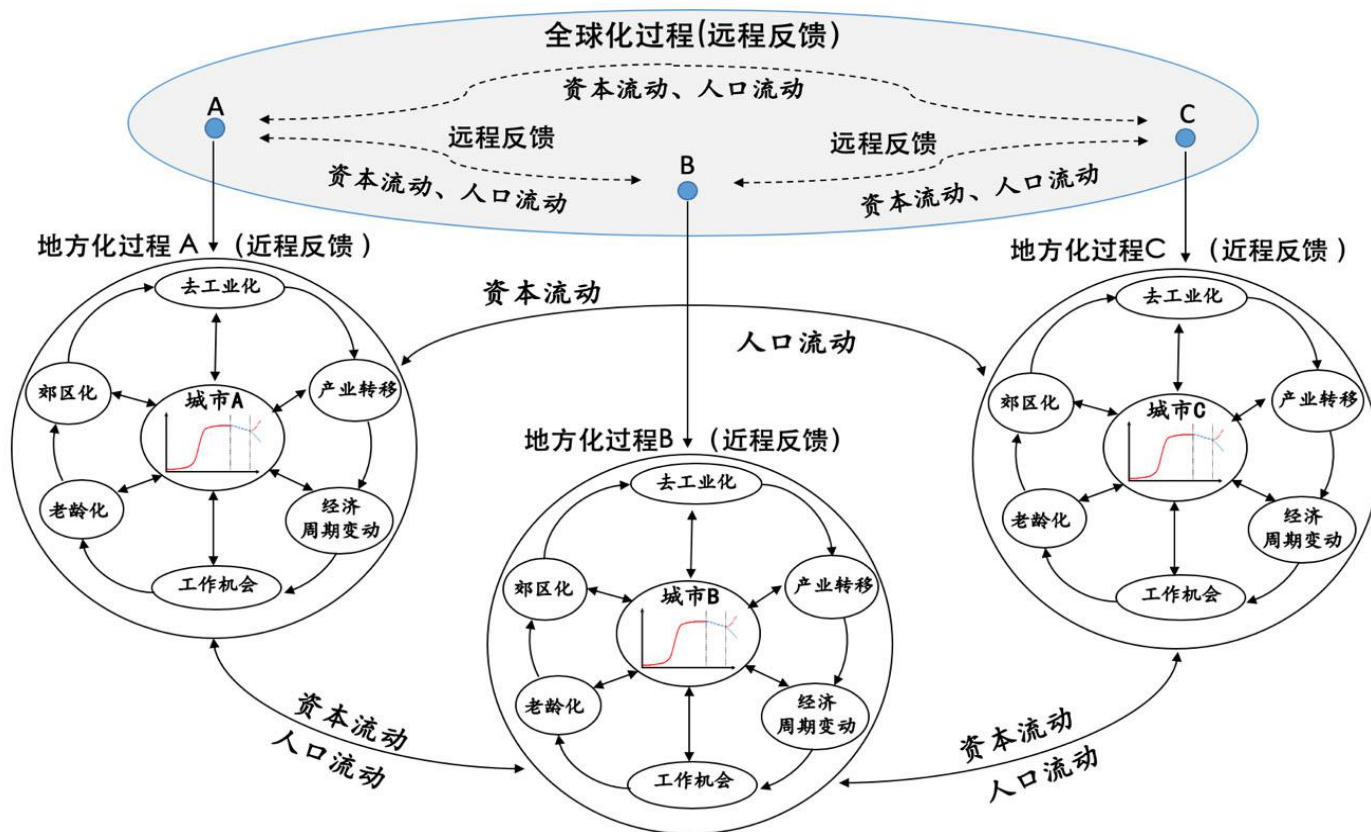 全球化过程(远程反馈)
资本流动、人口流动
A
C
远程反馈
远程反馈
B
资本流动、人口流动
资本流动、人口流动
地方化过程 A (近程反馈 )
地方化过程C (近程反馈 )
去工业化
资本流动
去工业化
人口流动
郊区化
产业转移
城市A
郊区化
产业转移
城市C
地方化过程B (近程反馈)
去工业化
老龄化
经济
周期变动
老龄化
经济
周期变动
工作机会
工作机会
郊区化
产业转移
城市B
老龄化
经济
周期变动
资本流动
人口流动
资本流动
人口流动
工作机会